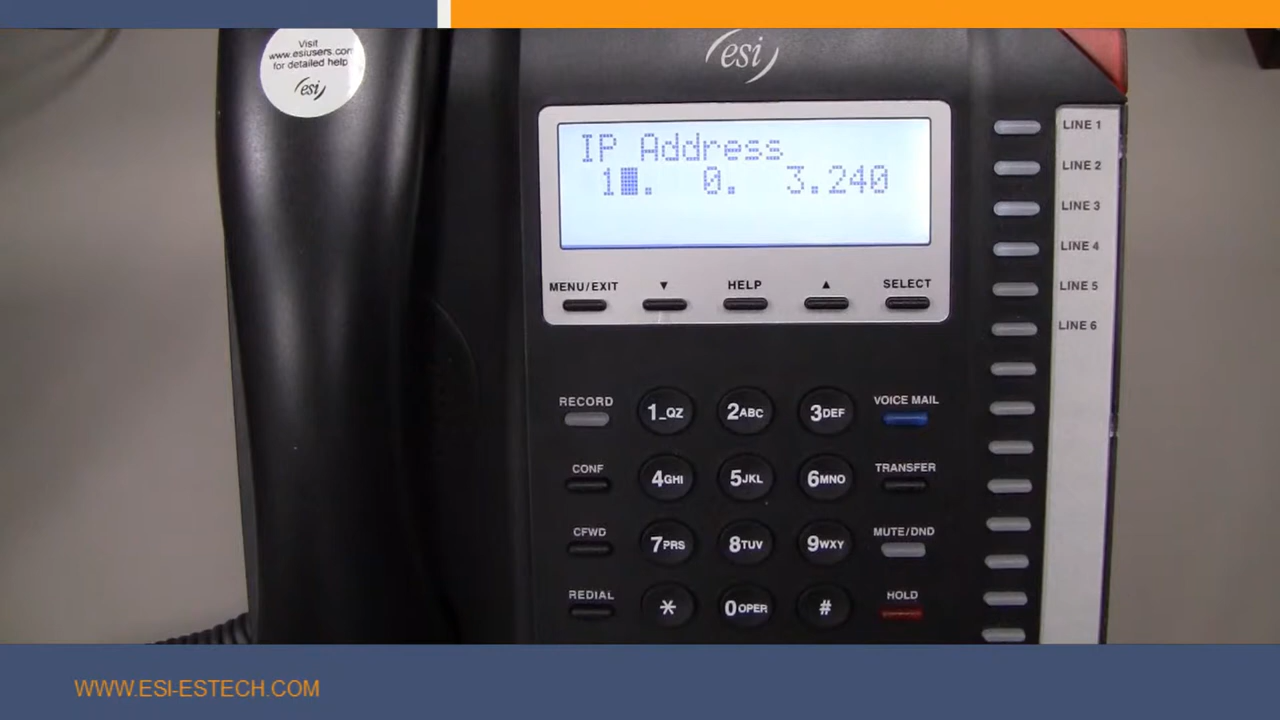 Visit
www.esiusers.com
for detailed help
esi
esi
IP Address
1█. 0. 3.240
MENU/EXIT ▼ HELP ▲ SELECT
LINE 1
LINE 2
LINE 3
LINE 4
LINE 5
LINE 6
RECORD 1_QZ 2ABC 3DEF VOICE MAIL
CONF 4GHI 5JKL 6MNO TRANSFER
CFWD 7PRS 8TUV 9WXY MUTE/DND
REDIAL * 0OPER # HOLD
WWW.ESI-ESTECH.COM